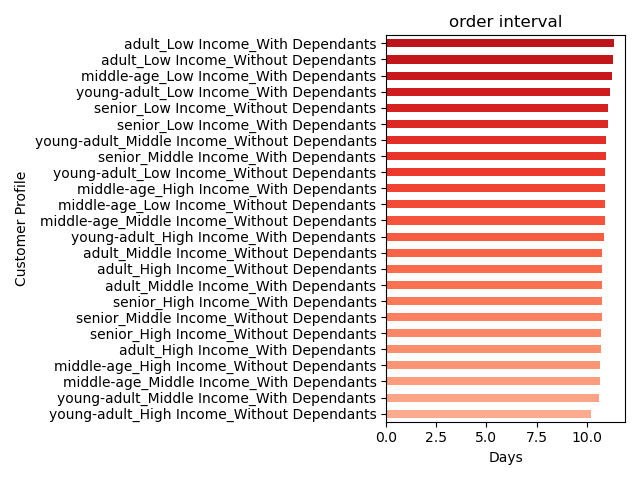 order interval
adult_Low Income_With Dependants
adult_Low Income_Without Dependants
middle-age_Low Income_With Dependants
young-adult_Low Income_With Dependants
senior_Low Income_Without Dependants
senior_Low Income_With Dependants
young-adult_Middle Income_Without Dependants
senior_Middle Income_With Dependants
young-adult_Low Income_Without Dependants
middle-age_High Income_With Dependants
middle-age_Low Income_Without Dependants
middle-age_Middle Income_Without Dependants
young-adult_High Income_With Dependants
adult_Middle Income_Without Dependants
adult_High Income_Without Dependants
adult_Middle Income_With Dependants
senior_High Income_With Dependants
senior_Middle Income_Without Dependants
senior_High Income_Without Dependants
adult_High Income_With Dependants
middle-age_High Income_Without Dependants
middle-age_Middle Income_With Dependants
young-adult_Middle Income_With Dependants
young-adult_High Income_Without Dependants
Customer Profile
0.0 2.5 5.0 7.5 10.0
Days